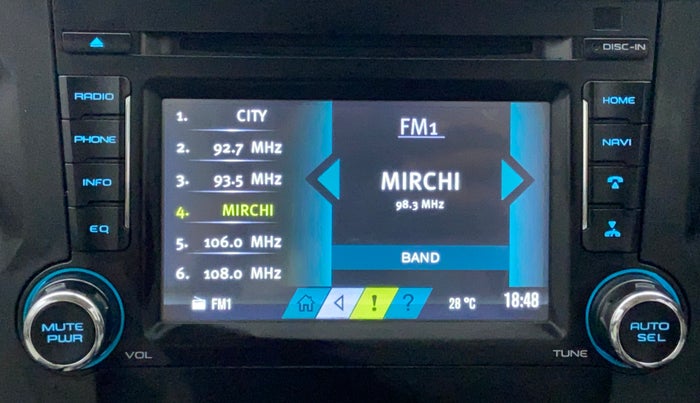 DISC-IN
RADIO
PHONE
INFO
EQ
MUTE
PWR
VOL
1. CITY
2. 92.7 MHz
3. 93.5 MHz
4. MIRCHI
5. 106.0 MHz
6. 108.0 MHz
FM1
MIRCHI
98.3 MHz
BAND
FM1
! ?
28 °C
18:48
HOME
NAVI
AUTO
SEL
TUNE